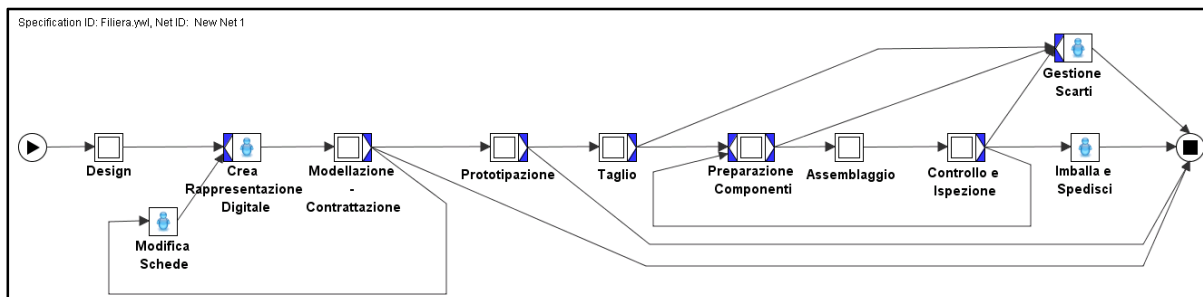 Specification ID: Filiera.ywl, Net ID: New Net 1
Gestione
Scarti
Design
Crea
Rappresentazione
Digitale
Modellazione
-
Contrattazione
Prototipazione
Taglio
Preparazione
Componenti
Assemblaggio
Controllo e
Ispezione
Imballa e
Spedisci
Modifica
Schede